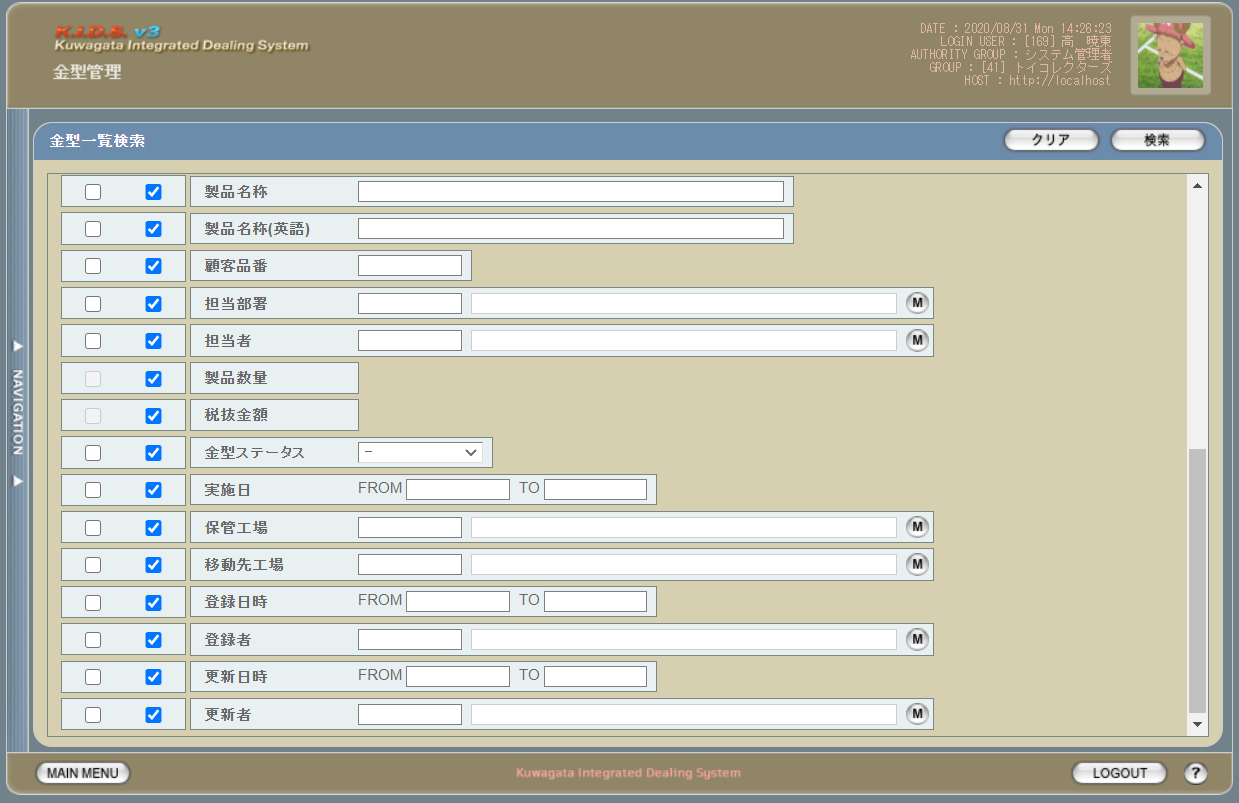 K.I.D.S. v3
Kuwagata Integrated Dealing System
金型管理
DATE : 2020/08/31 Mon 14:26:23
LOGIN USER : [169] 高 暁東
AUTHORITY GROUP : システム管理者
GROUP : [41] トイコレクターズ
HOST : http://localhost
金型一覧検索
クリア
検索
製品名称
製品名称(英語)
顧客品番
担当部署 M
担当者 M
製品数量
税抜金額
金型ステータス －
実施日 FROM TO
保管工場 M
移動先工場 M
登録日時 FROM TO
登録者 M
更新日時 FROM TO
更新者 M
NAVIGATION
MAIN MENU
Kuwagata Integrated Dealing System
LOGOUT
?